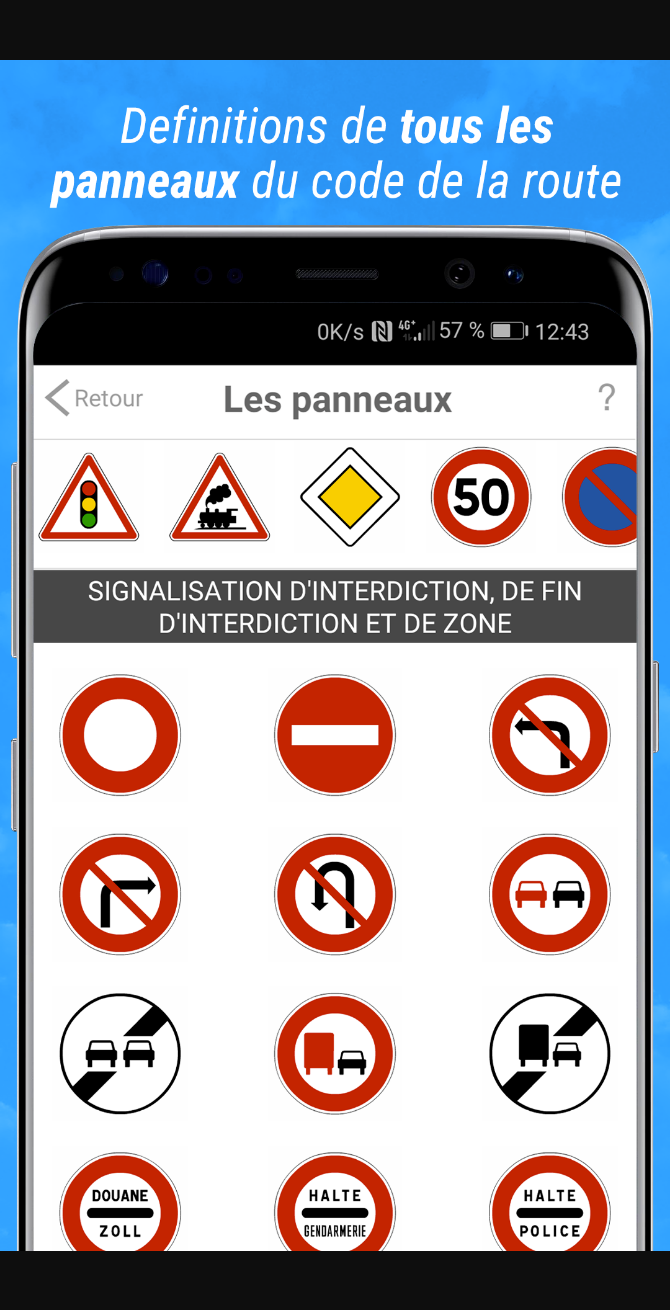 Definitions de tous les
panneaux du code de la route
0K/s 4G+ 57 % 12:43
Retour Les panneaux ?
50
SIGNALISATION D'INTERDICTION, DE FIN
D'INTERDICTION ET DE ZONE
DOUANE
ZOLL
HALTE
GENDARMERIE
HALTE
POLICE